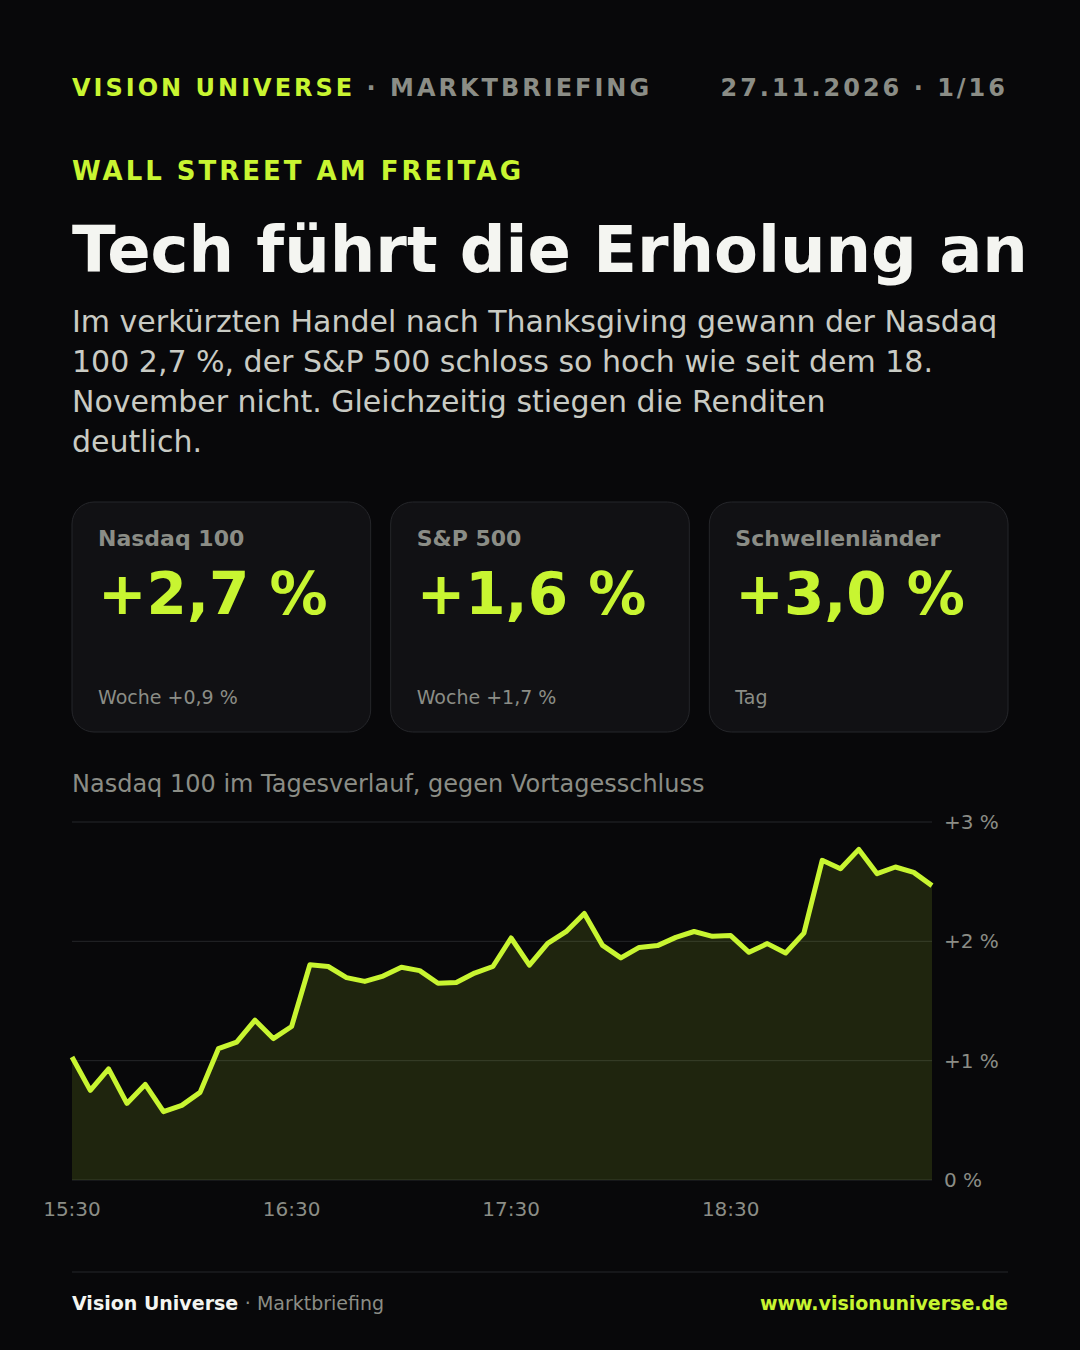 VISION UNIVERSE · MARKTBRIEFING 27.11.2026 · 1/16
WALL STREET AM FREITAG
Tech führt die Erholung an
Im verkürzten Handel nach Thanksgiving gewann der Nasdaq
100 2,7 %, der S&P 500 schloss so hoch wie seit dem 18.
November nicht. Gleichzeitig stiegen die Renditen
deutlich.
Nasdaq 100
+2,7 %
Woche +0,9 %
S&P 500
+1,6 %
Woche +1,7 %
Schwellenländer
+3,0 %
Tag
Nasdaq 100 im Tagesverlauf, gegen Vortagesschluss
+3 %
+2 %
+1 %
0 %
15:30 16:30 17:30 18:30
Vision Universe · Marktbriefing www.visionuniverse.de